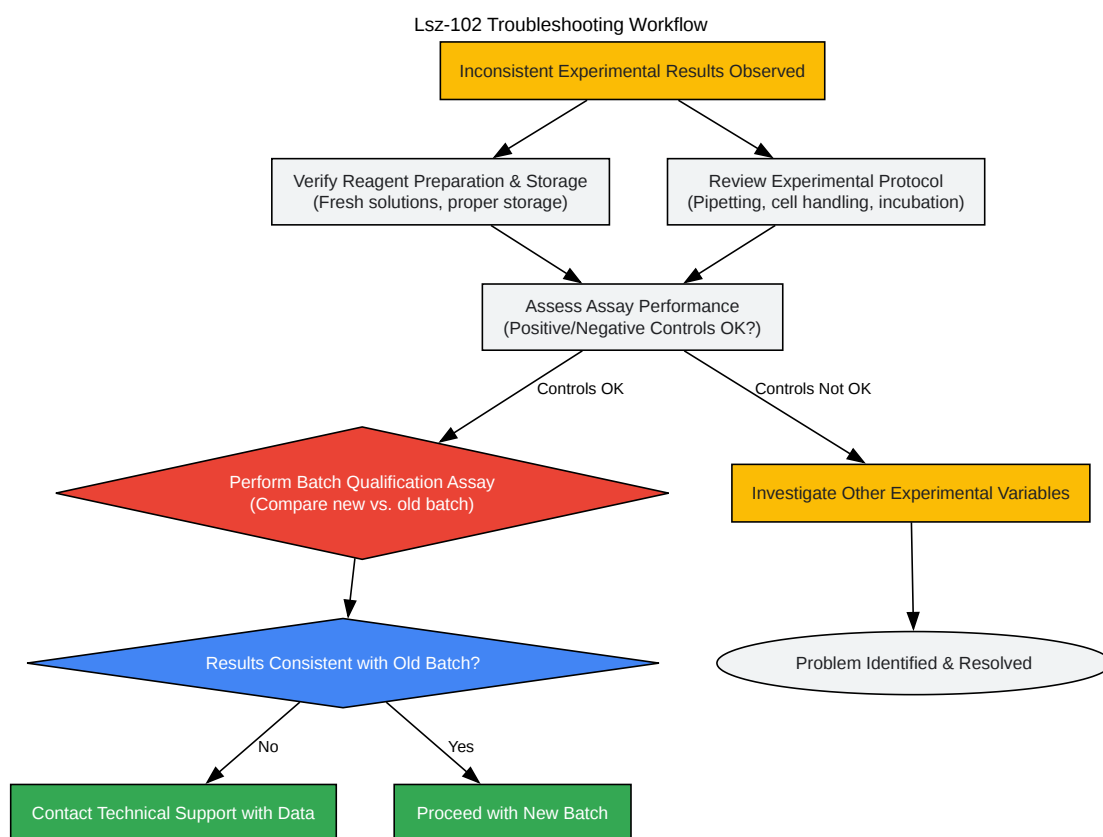 Lsz-102 Troubleshooting Workflow
Inconsistent Experimental Results Observed
Verify Reagent Preparation & Storage
(Fresh solutions, proper storage)
Review Experimental Protocol
(Pipetting, cell handling, incubation)
Assess Assay Performance
(Positive/Negative Controls OK?)
Controls OK
Controls Not OK
Perform Batch Qualification Assay
(Compare new vs. old batch)
Investigate Other Experimental Variables
Results Consistent with Old Batch?
Problem Identified & Resolved
No
Yes
Contact Technical Support with Data
Proceed with New Batch